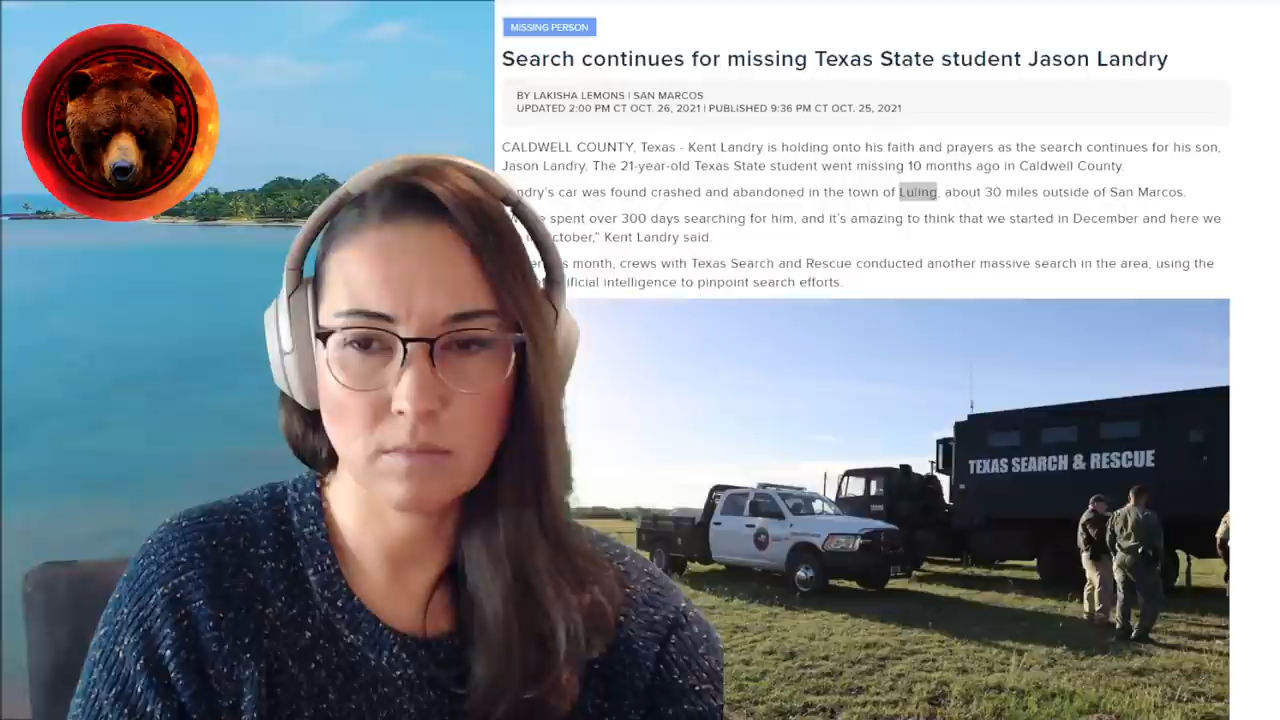 MISSING PERSON
Search continues for missing Texas State student Jason Landry
BY LAKISHA LEMONS | SAN MARCOS
UPDATED 2:00 PM CT OCT. 26, 2021 | PUBLISHED 9:36 PM CT OCT. 25, 2021
CALDWELL COUNTY, Texas - Kent Landry is holding onto his faith and prayers as the search continues for his son,
Jason Landry. The 21-year-old Texas State student went missing 10 months ago in Caldwell County.
ndry's car was found crashed and abandoned in the town of Luling, about 30 miles outside of San Marcos.
spent over 300 days searching for him, and it's amazing to think that we started in December and here we
ctober,” Kent Landry said.
month, crews with Texas Search and Rescue conducted another massive search in the area, using the
ificial intelligence to pinpoint search efforts.
TEXAS SEARCH & RESCUE